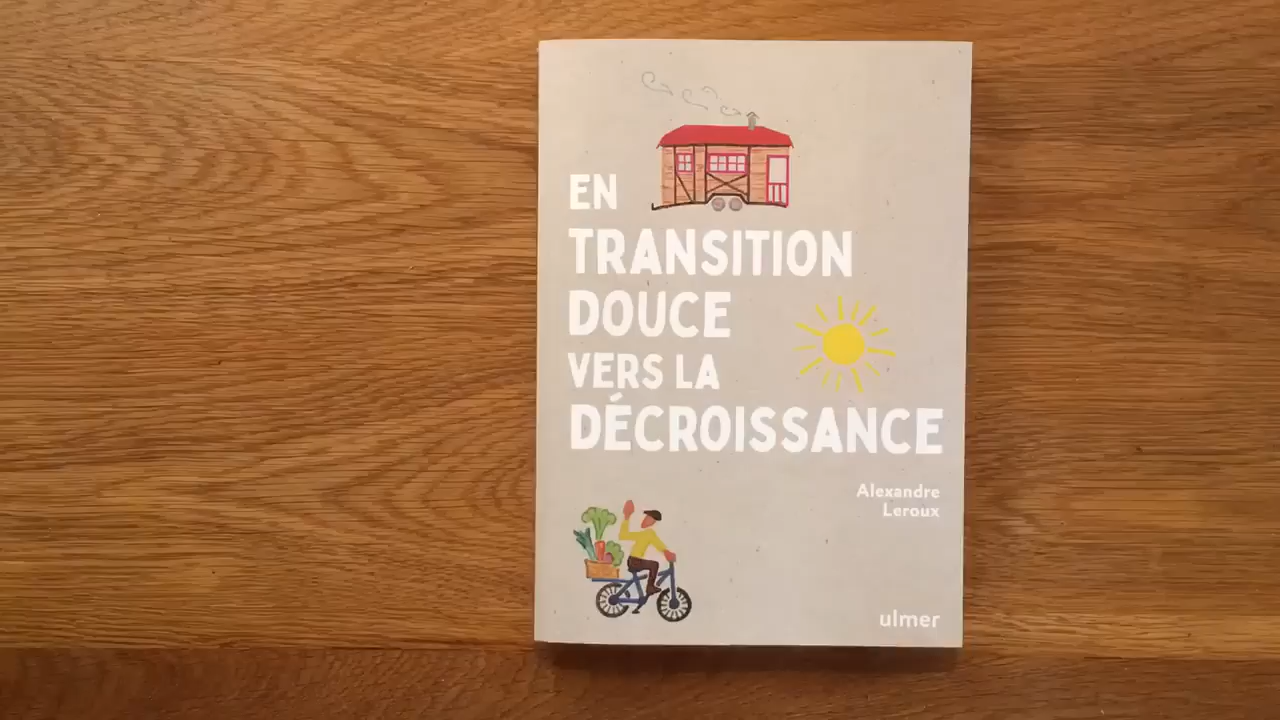 EN
TRANSITION
DOUCE
VERS LA
DÉCROISSANCE
Alexandre
Leroux
ulmer